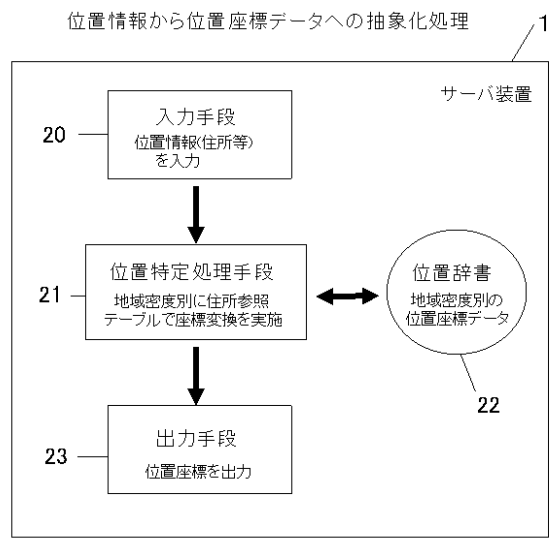 位置情報から位置座標データへの抽象化処理
1
サーバ装置
入力手段
20
位置情報(住所等)
を入力
位置特定処理手段
21
地域密度別に住所参照
テーブルで座標変換を実施
位置辞書
地域密度別の
位置座標データ
22
出力手段
23
位置座標を出力